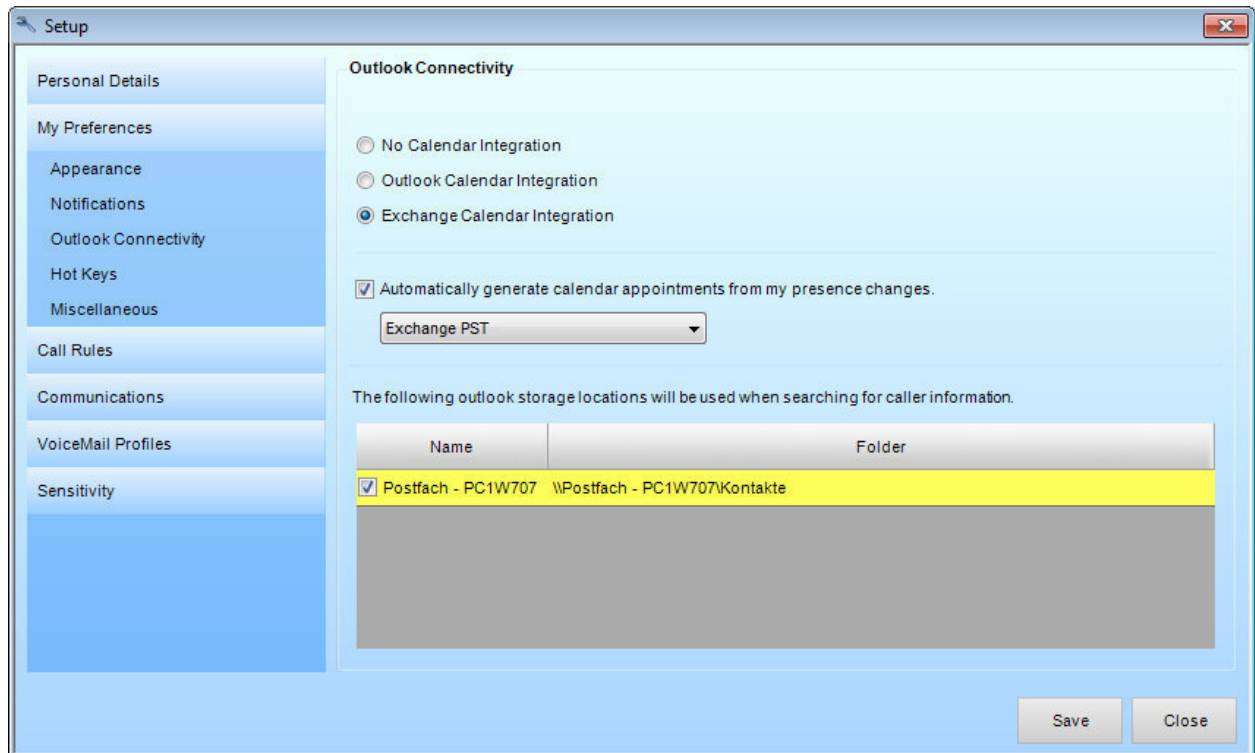 Setup
Personal Details
My Preferences
Appearance
Notifications
Outlook Connectivity
Hot Keys
Miscellaneous
Call Rules
Communications
VoiceMail Profiles
Sensitivity
Outlook Connectivity
No Calendar Integration
Outlook Calendar Integration
Exchange Calendar Integration
Automatically generate calendar appointments from my presence changes.
Exchange PST
The following outlook storage locations will be used when searching for caller information.
Name Folder
Postfach - PC1W707 \\Postfach - PC1W707\Kontakte
Save Close